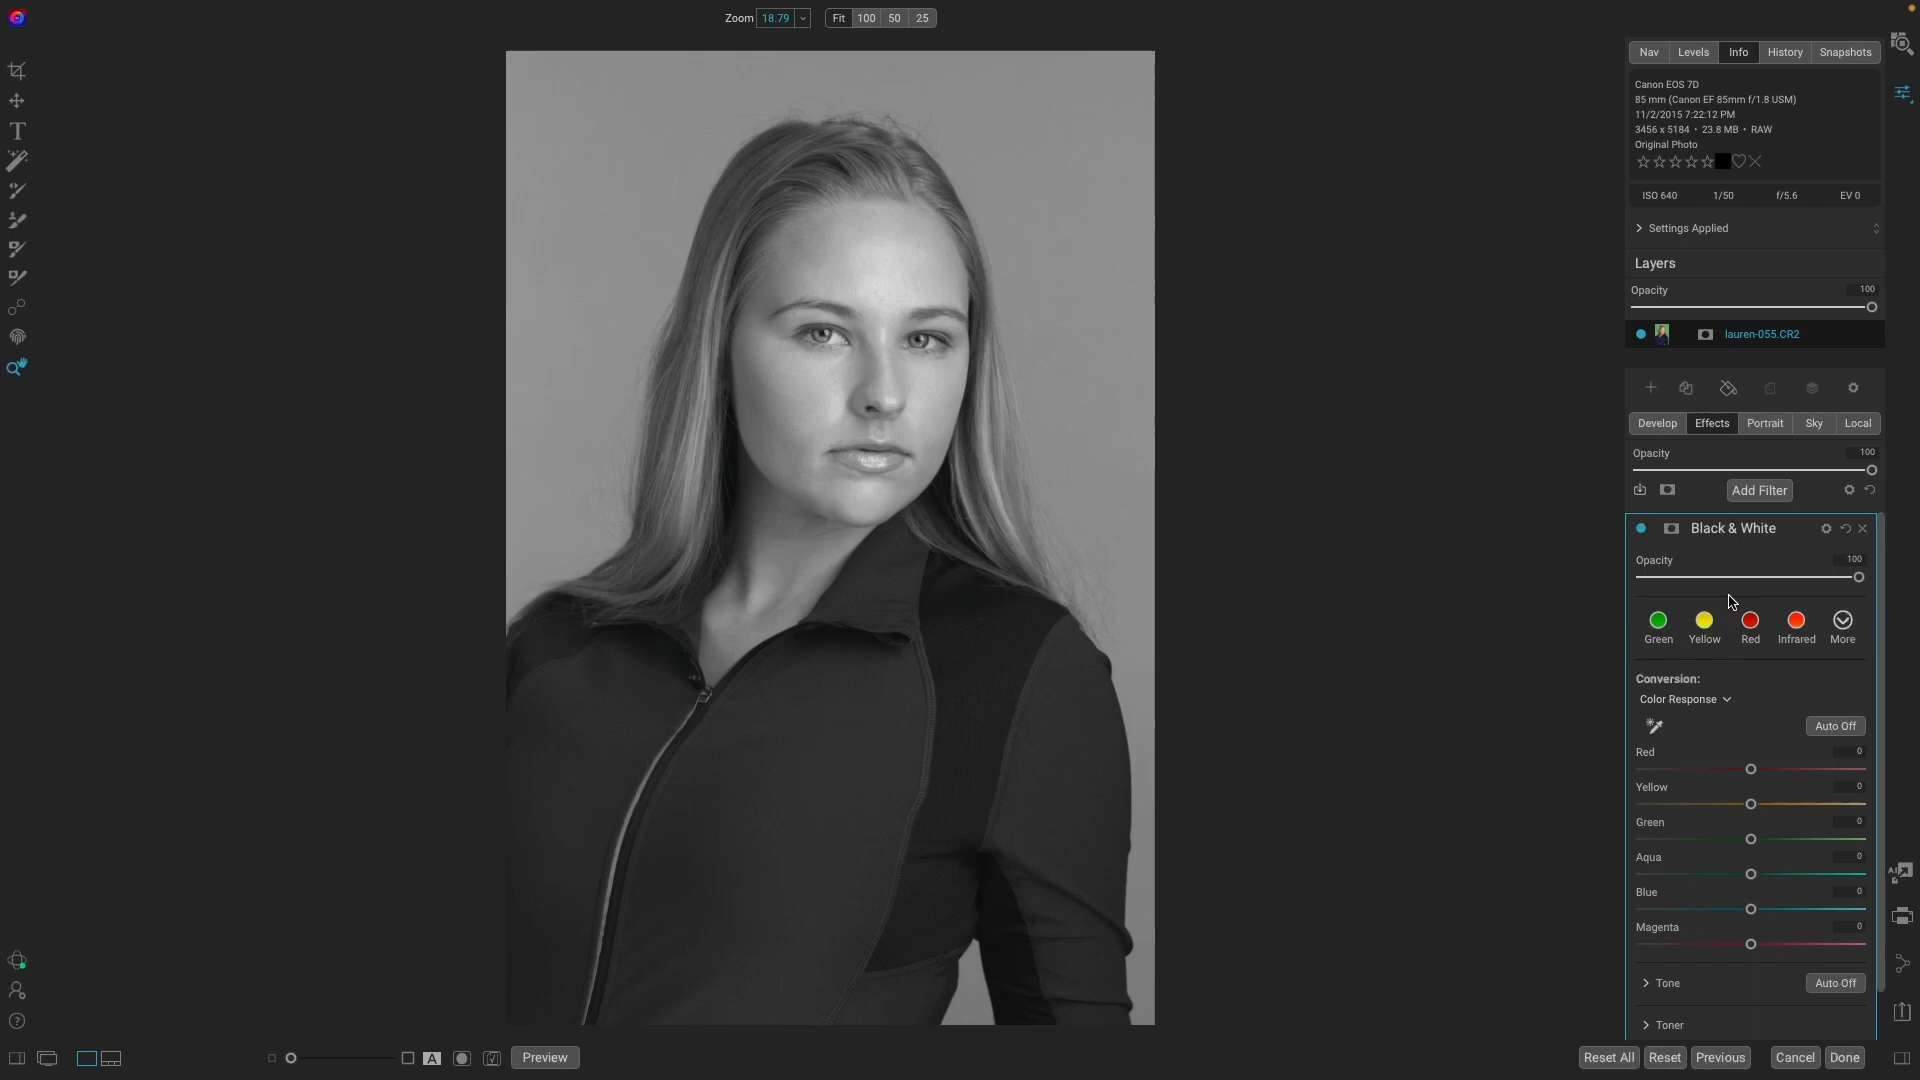 Zoom 18.79 Fit 100 50 25
Nav Levels Info History Snapshots
Canon EOS 7D
85 mm (Canon EF 85mm f/1.8 USM)
11/2/2015 7:22:12 PM
3456 x 5184 • 23.8 MB • RAW
Original Photo
ISO 640 1/50 f/5.6 EV 0
Settings Applied
Layers
Opacity 100
lauren-055.CR2
Develop Effects Portrait Sky Local
Opacity 100
Add Filter
Black & White
Opacity 100
Green Yellow Red Infrared More
Conversion:
Color Response
Auto Off
Red 0
Yellow 0
Green 0
Aqua 0
Blue 0
Magenta 0
Tone Auto Off
Toner
A Preview Reset All Reset Previous Cancel Done
T
AI
?